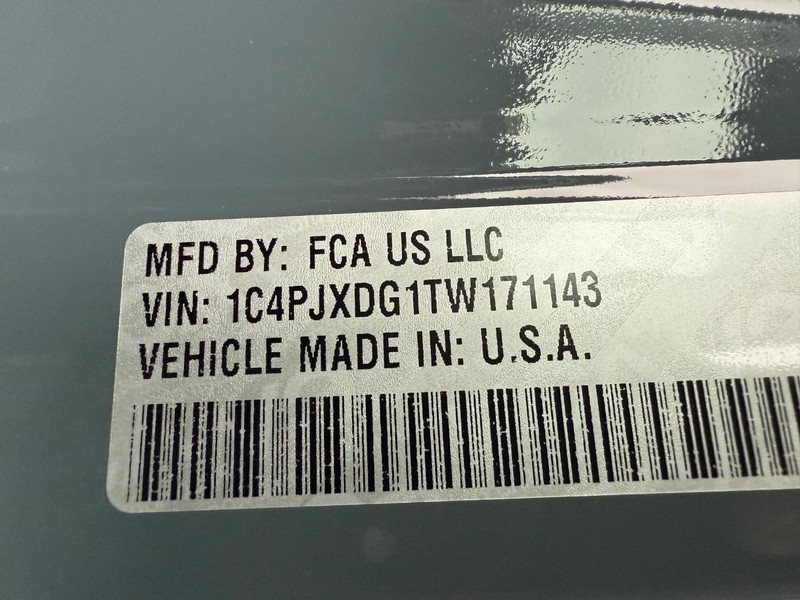 MFD BY: FCA US LLC
VIN: 1C4PJXDG1TW171143
VEHICLE MADE IN: U.S.A.